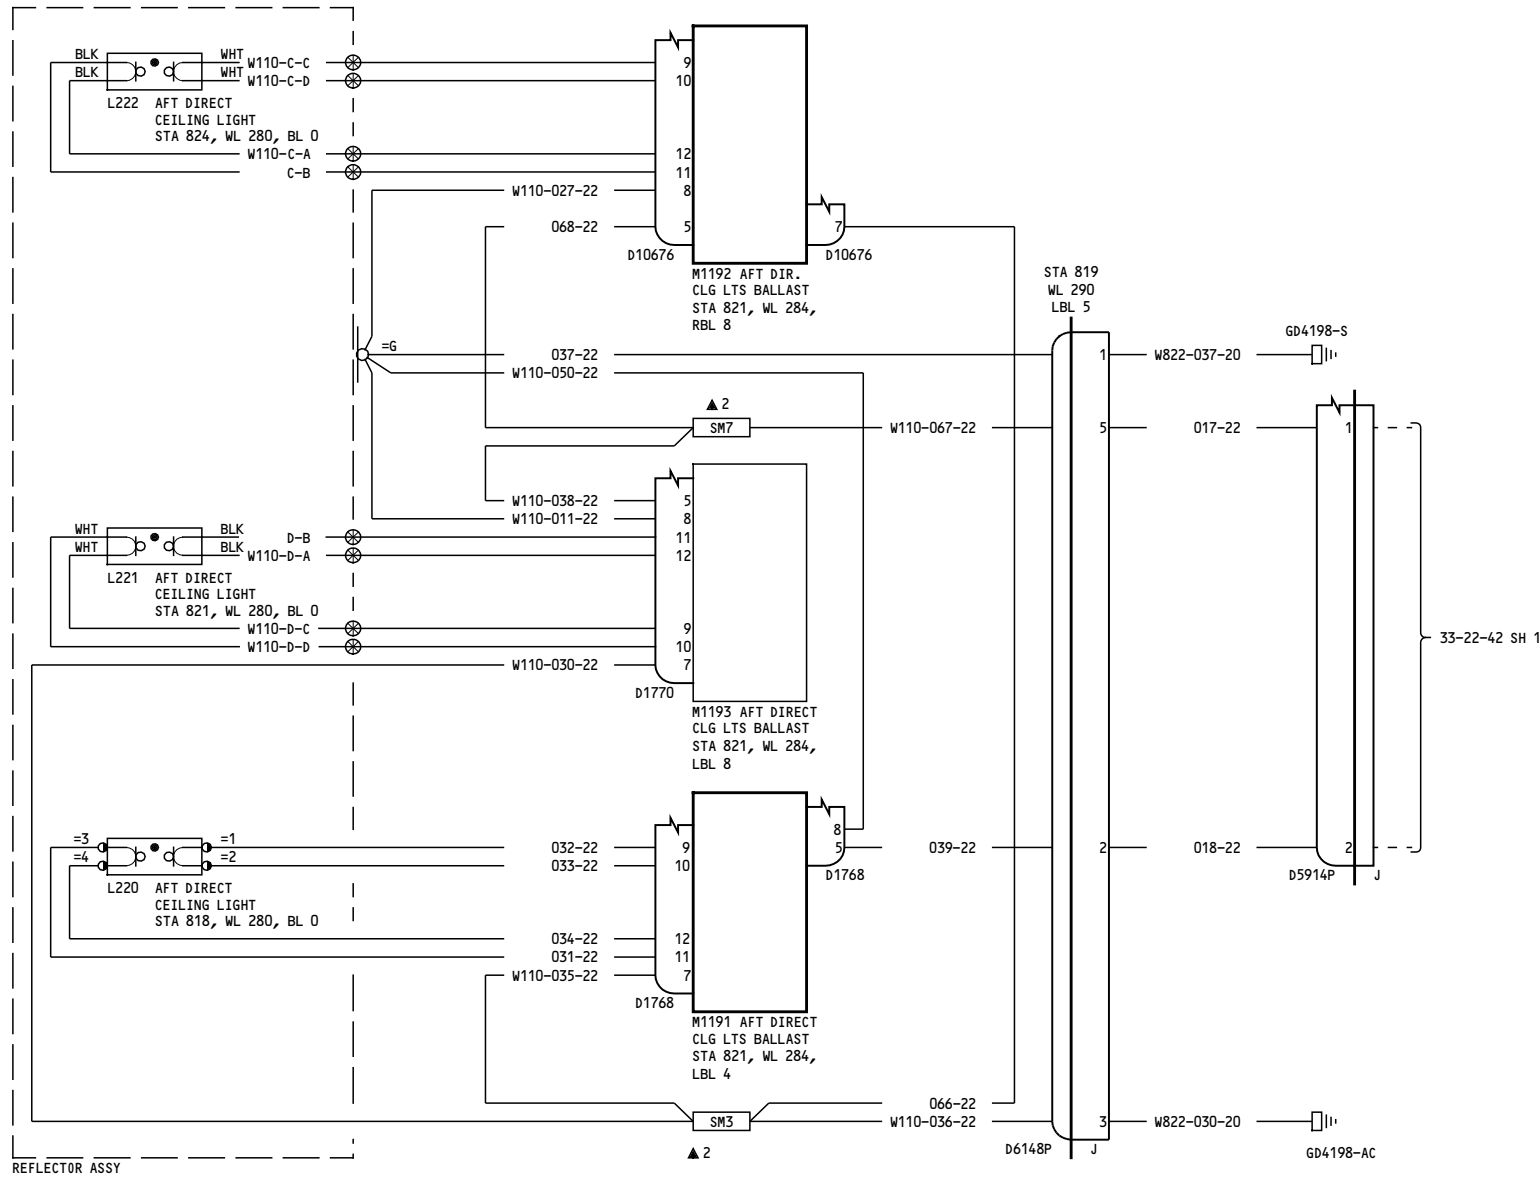 BLK
WHT
W110-C-C
9
BLK
WHT
W110-C-D
10
L222 AFT DIRECT
CEILING LIGHT
STA 824, WL 280, BL 0
W110-C-A
12
C-B
11
W110-027-22
8
068-22
5
7
D10676
D10676
M1192 AFT DIR.
CLG LTS BALLAST
STA 821, WL 284,
RBL 8
STA 819
WL 290
LBL 5
GD4198-S
=G
037-22
1
W822-037-20
W110-050-22
2
SM7
W110-067-22
5
017-22
1
W110-038-22
5
W110-011-22
8
WHT
BLK
D-B
11
WHT
BLK
W110-D-A
12
L221 AFT DIRECT
CEILING LIGHT
STA 821, WL 280, BL 0
W110-D-C
9
W110-D-D
10
W110-030-22
7
33-22-42 SH 1
D1770
M1193 AFT DIRECT
CLG LTS BALLAST
STA 821, WL 284,
LBL 8
8
=3
=1
032-22
9
5
039-22
2
018-22
2
=4
=2
033-22
10
D1768
D5914P
J
L220 AFT DIRECT
CEILING LIGHT
STA 818, WL 280, BL 0
034-22
12
031-22
11
W110-035-22
7
D1768
M1191 AFT DIRECT
CLG LTS BALLAST
STA 821, WL 284,
LBL 4
066-22
SM3
W110-036-22
3
W822-030-20
2
D6148P
J
GD4198-AC
REFLECTOR ASSY